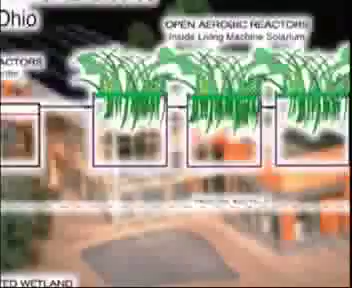 Ohio
OPEN AEROBIC REACTORS
Inside Living Machine Solarium
ACTORS
TED WETLAND